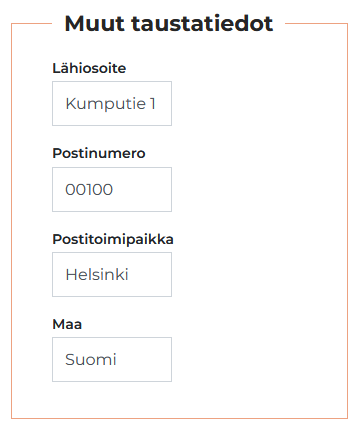 Muut taustatiedot
Lähiosoite
Kumputie 1
Postinumero
00100
Postitoimipaikka
Helsinki
Maa
Suomi